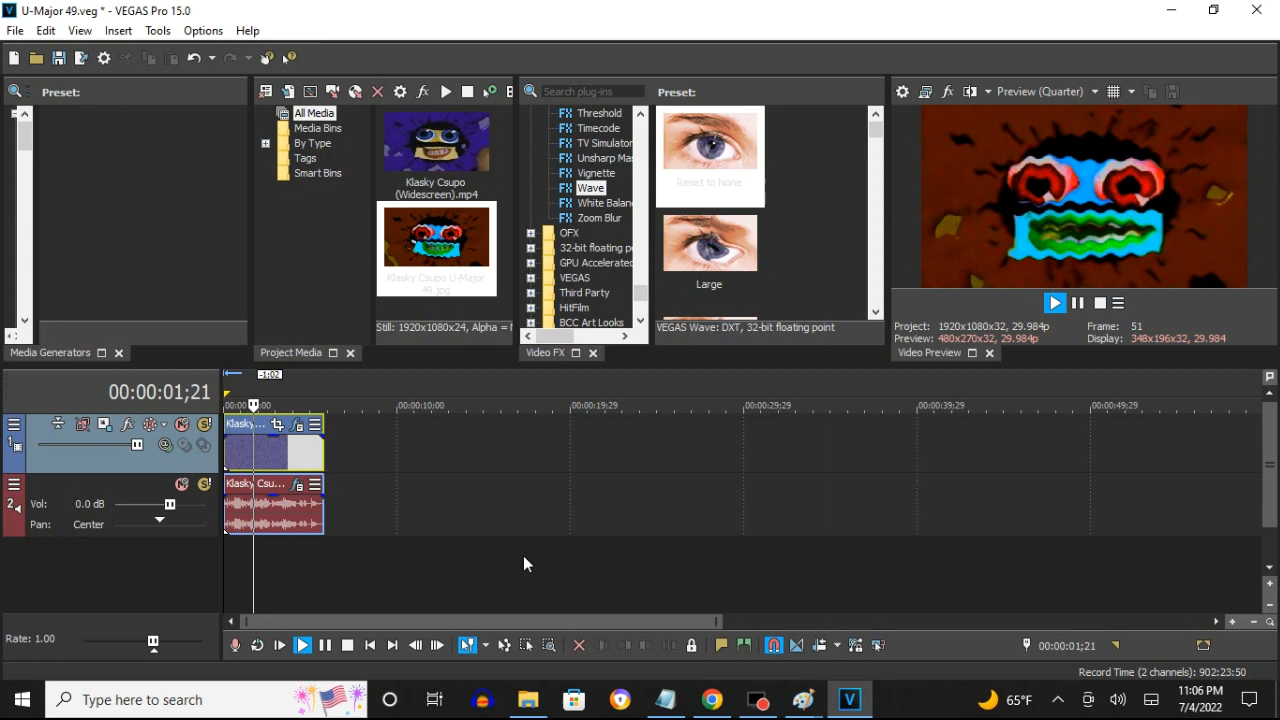 U-Major 49.veg * - VEGAS Pro 15.0
File Edit View Insert Tools Options Help
Preset:
All Media
Media Bins
By Type
Tags
Smart Bins
Klasky Csupo
(Widescreen).mp4
Klasky Csupo U-Major
49.jpg
Still: 1920x1080x24, Alpha =
Search plug-ins
Threshold
Timecode
TV Simulator
Unsharp Mas
Vignette
Wave
White Balanc
Zoom Blur
OFX
32-bit floating po
GPU Accelerated
VEGAS
Third Party
HitFilm
BCC Art Looks
Preset:
Reset to None
Large
VEGAS Wave: DXT, 32-bit floating point
Preview (Quarter)
Project: 1920x1080x32, 29.984p
Frame: 51
Preview: 480x270x32, 29.984p
Display: 348x196x32, 29.984
Media Generators
Project Media
Video FX
Video Preview
00:00:01;21
-1:02
00:00:10;00
00:00:19;29
00:00:29;29
00:00:39;29
00:00:49;29
1
Klasky...
2
Klasky Csu...
Vol: 0.0 dB
Pan: Center
Rate: 1.00
00:00:01;21
Record Time (2 channels): 902:23:50
Type here to search
65°F
11:06 PM
7/4/2022